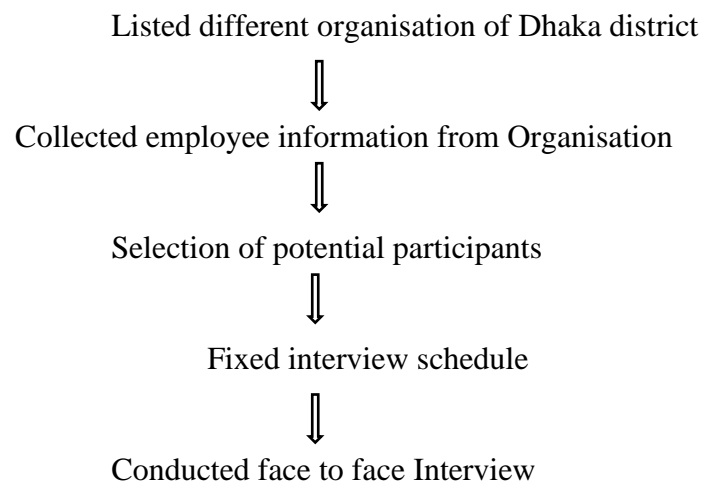 Listed different organisation of Dhaka district
Collected employee information from Organisation
Selection of potential participants
Fixed interview schedule
Conducted face to face Interview